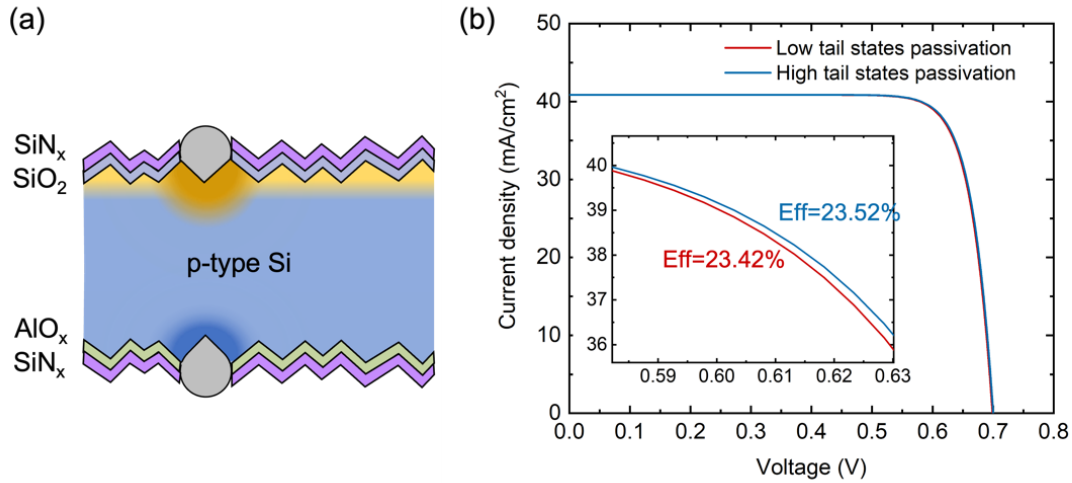 (a)
SiNₓ
SiO₂
p-type Si
AlOₓ
SiNₓ
(b)
Current density (mA/cm²)
50
40
30
20
10
0
0.0 0.1 0.2 0.3 0.4 0.5 0.6 0.7 0.8
Voltage (V)
Low tail states passivation
High tail states passivation
40
39
38
37
36
0.59 0.60 0.61 0.62 0.63
Eff=23.52%
Eff=23.42%